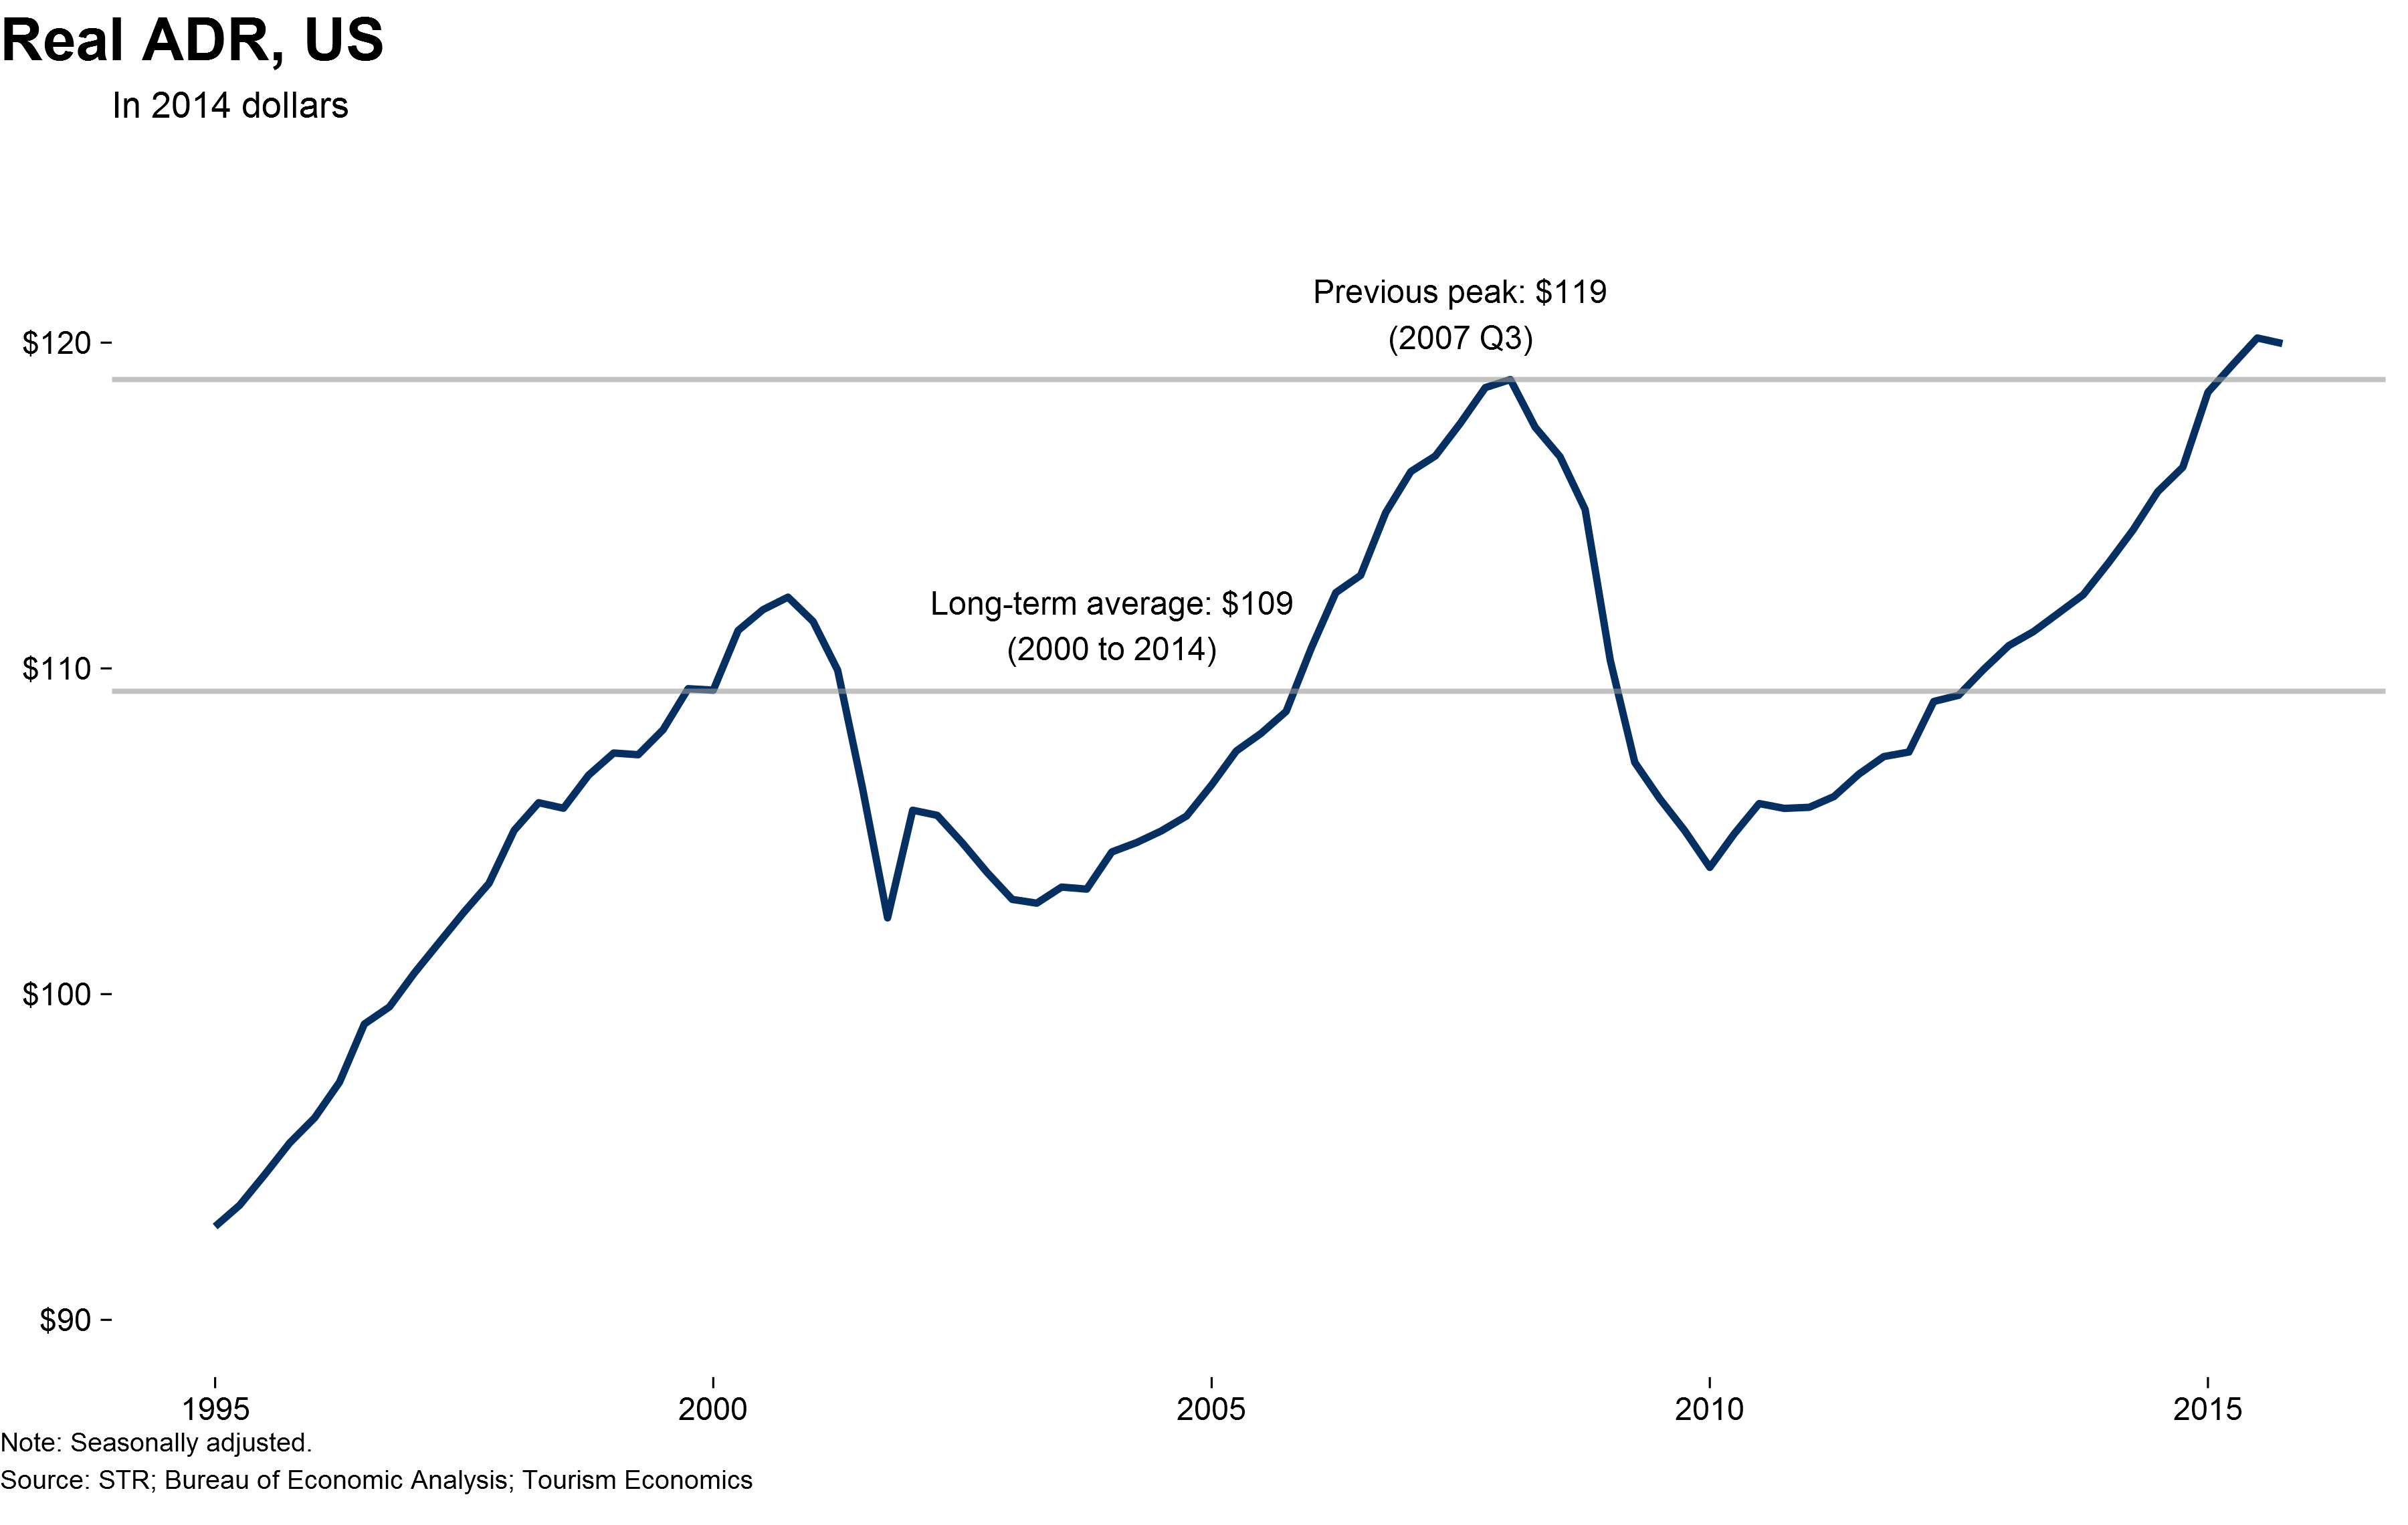 Real ADR, US
In 2014 dollars
Previous peak: $119
(2007 Q3)
$120
Long-term average: $109
(2000 to 2014)
$110
$100
$90
1995 2000 2005 2010 2015
Note: Seasonally adjusted.
Source: STR; Bureau of Economic Analysis; Tourism Economics